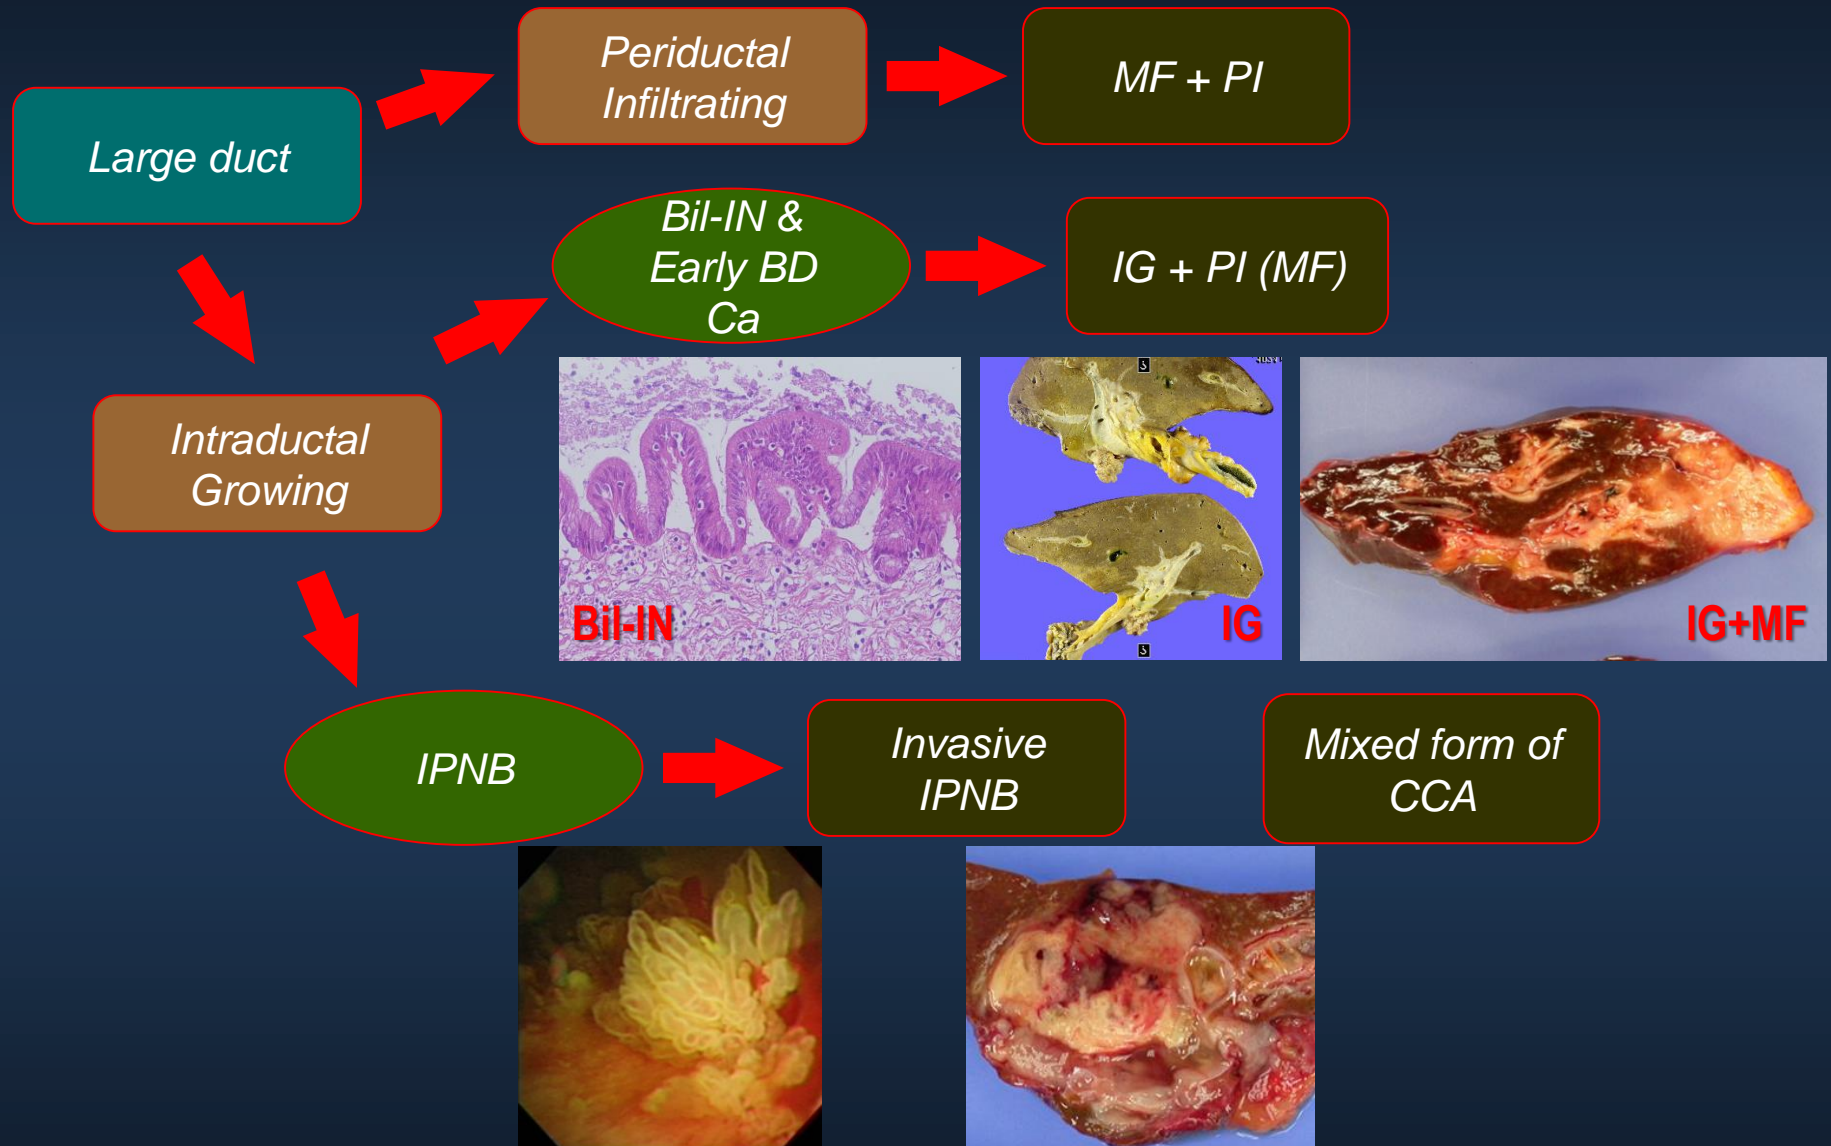 Periductal
Infiltrating
MF + PI
Large duct
Bil-IN &
Early BD
Ca
IG + PI (MF)
Intraductal
Growing
Bil-IN
IG
IG+MF
IPNB
Invasive
IPNB
Mixed form of
CCA